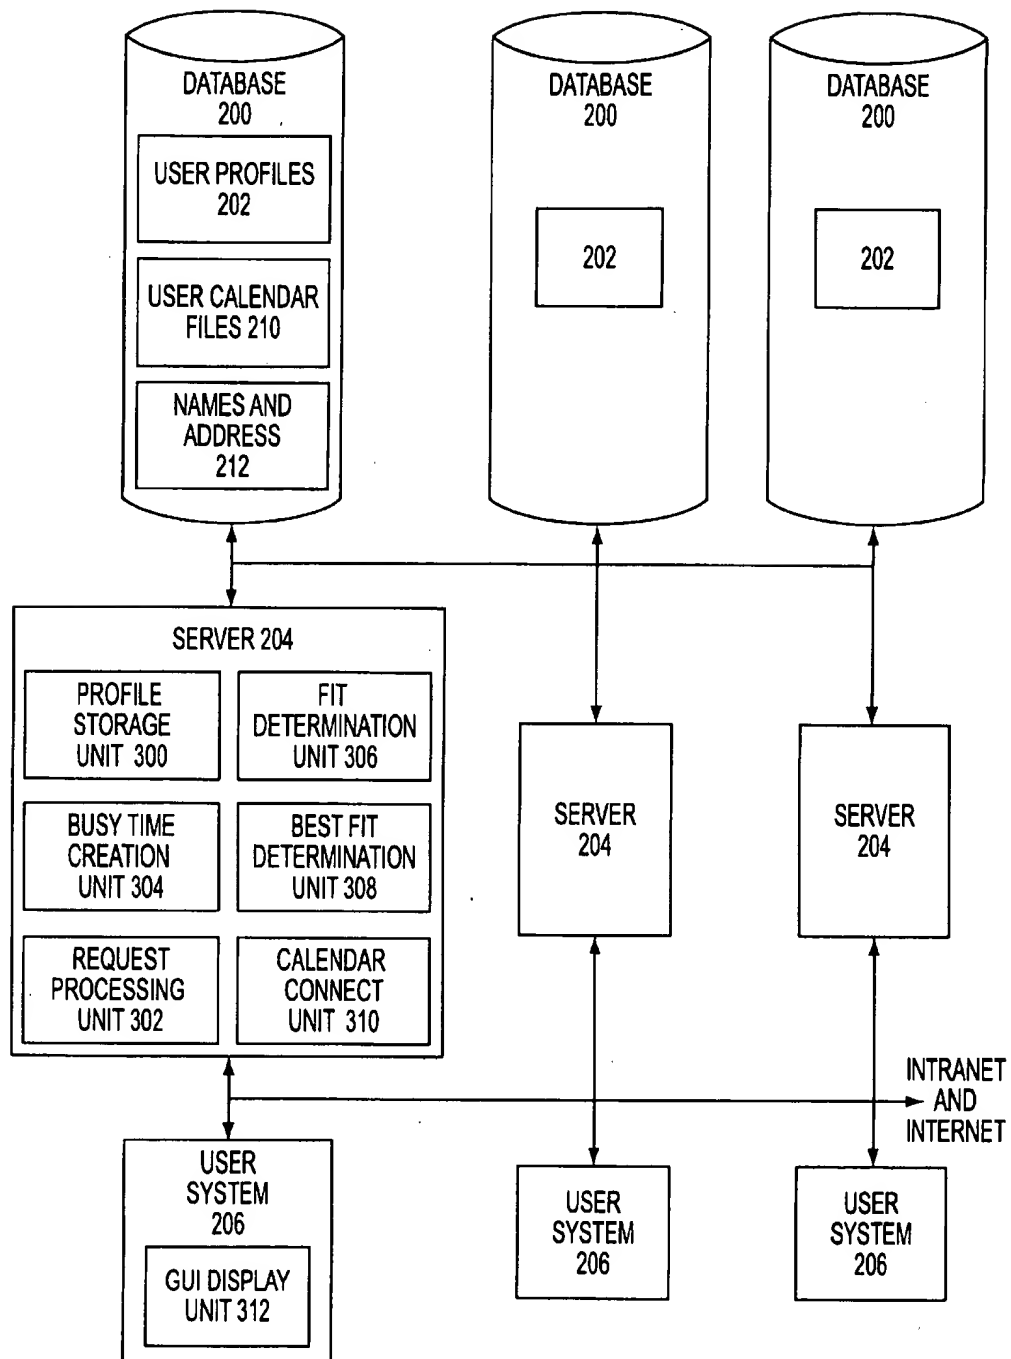 DATABASE
200
USER PROFILES
202
USER CALENDAR
FILES 210
NAMES AND
ADDRESS
212
DATABASE
200
202
DATABASE
200
202
SERVER 204
PROFILE
STORAGE
UNIT 300
FIT
DETERMINATION
UNIT 306
BUSY TIME
CREATION
UNIT 304
BEST FIT
DETERMINATION
UNIT 308
REQUEST
PROCESSING
UNIT 302
CALENDAR
CONNECT
UNIT 310
SERVER
204
SERVER
204
INTRANET
AND
INTERNET
USER
SYSTEM
206
GUI DISPLAY
UNIT 312
USER
SYSTEM
206
USER
SYSTEM
206